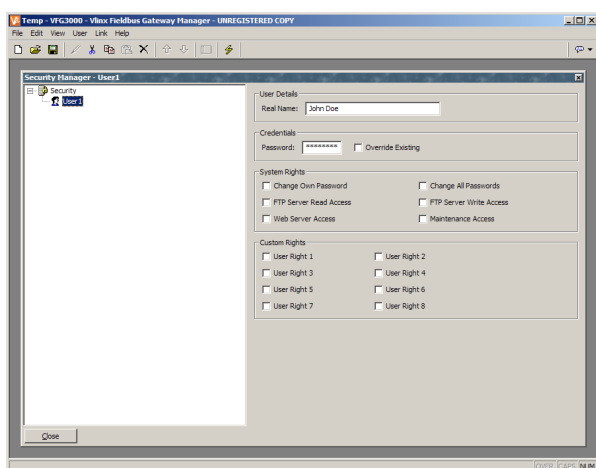 Temp - VFG3000 - Vlinx Fieldbus Gateway Manager - UNREGISTERED COPY
File Edit View User Link Help
Security Manager - User1
Security
User1
User Details
Real Name: John Doe
Credentials
Password: ******** Override Existing
System Rights
Change Own Password Change All Passwords
FTP Server Read Access FTP Server Write Access
Web Server Access Maintenance Access
Custom Rights
User Right 1 User Right 2
User Right 3 User Right 4
User Right 5 User Right 6
User Right 7 User Right 8
Close
OVER CAPS NUM